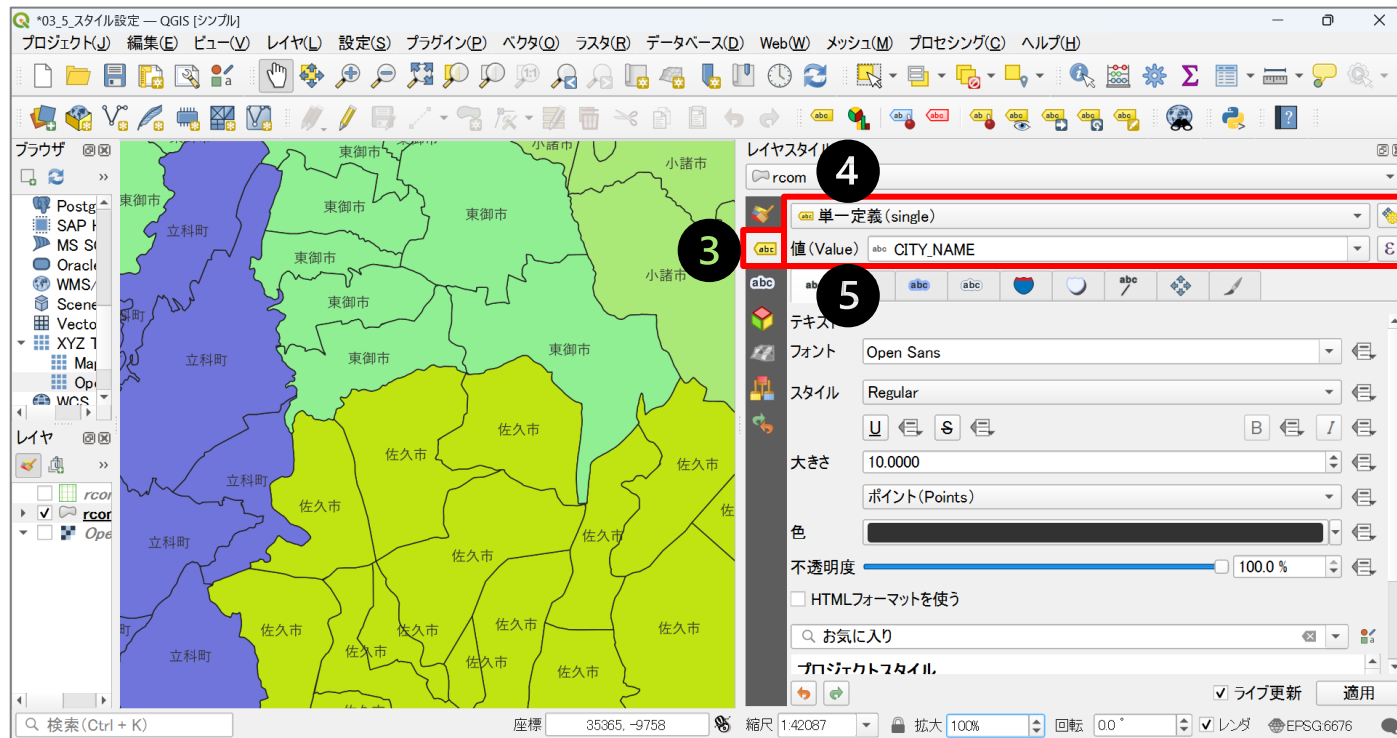 *03_5_スタイル設定 — QGIS [シンプル]
プロジェクト(J) 編集(E) ビュー(V) レイヤ(L) 設定(S) プラグイン(P) ベクタ(O) ラスタ(R) データベース(D) Web(W) メッシュ(M) プロセシング(C) ヘルプ(H)
ブラウザ
Postg
SAP H
MS S
Oracle
WMS/
Scene
Vecto
XYZ T
Ma
Ope
WCS
レイヤ
rcor
rcor
Ope
東御市
小諸市
小諸市
東御市
東御市
東御市
立科町
東御市
小諸市
東御市
町
立科町
東御市
東御市
佐久市
佐久市
佐久市
立科町
佐久市
佐
立科町
佐久市
佐久市
町
佐久市
佐久市
佐久市
佐久市
立科町
佐久市
佐久市
佐久市
レイヤスタイル
rcom
4
単一定義(single)
3
値(Value) abc CITY_NAME
5
テキスト
フォント Open Sans
スタイル Regular
U S B I
大きさ 10.0000
ポイント(Points)
色
不透明度 100.0 %
HTMLフォーマットを使う
お気に入り
プロジェクトスタイル
ライブ更新 適用
検索(Ctrl + K) 座標 35365, -9758 縮尺 1:42087 拡大 100% 回転 0.0 ° レンダ EPSG:6676